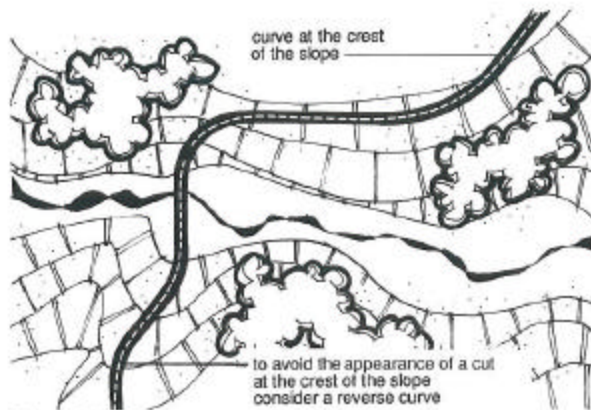 curve at the crest
of the slope
to avoid the appearance of a cut
at the crest of the slope
consider a reverse curve